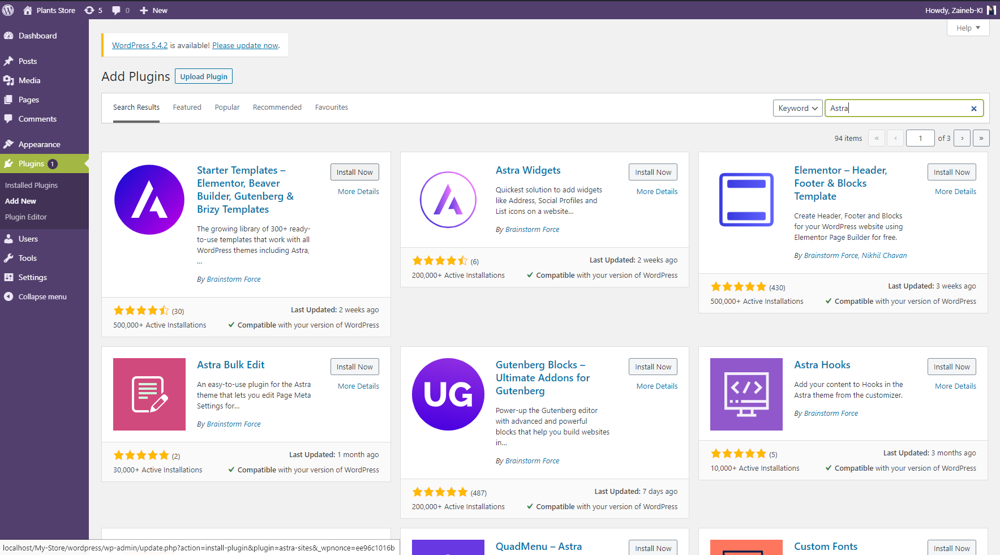 Plants Store 5 0 New Howdy, Zaineb-KI
Help
Dashboard
Posts
Media
Pages
Comments
Appearance
Plugins 1
Installed Plugins
Add New
Plugin Editor
Users
Tools
Settings
Collapse menu
WordPress 5.4.2 is available! Please update now.
Add Plugins Upload Plugin
Search Results Featured Popular Recommended Favourites Keyword Astra
94 items « ‹ 1 of 3 › »
Starter Templates –
Elementor, Beaver
Builder, Gutenberg &
Brizy Templates
Install Now
More Details
The growing library of 300+ ready-
to-use templates that work with all
WordPress themes including Astra,
...
By Brainstorm Force
(30) Last Updated: 2 weeks ago
500,000+ Active Installations Compatible with your version of WordPress
Astra Widgets
Install Now
More Details
Quickest solution to add widgets
like Address, Social Profiles and
List icons on a website...
By Brainstorm Force
(6) Last Updated: 2 weeks ago
200,000+ Active Installations Compatible with your version of WordPress
Elementor – Header,
Footer & Blocks
Template
Install Now
More Details
Create Header, Footer and Blocks
for your WordPress website using
Elementor Page Builder for free.
By Brainstorm Force, Nikhil Chavan
(430) Last Updated: 3 weeks ago
500,000+ Active Installations Compatible with your version of WordPress
Astra Bulk Edit
Install Now
More Details
An easy-to-use plugin for the Astra
theme that lets you edit Page Meta
Settings for...
By Brainstorm Force
(2) Last Updated: 1 month ago
30,000+ Active Installations Compatible with your version of WordPress
UG
Gutenberg Blocks –
Ultimate Addons for
Gutenberg
Install Now
More Details
Power-up the Gutenberg editor
with advanced and powerful
blocks that help you build websites
in...
By Brainstorm Force
(487) Last Updated: 7 days ago
200,000+ Active Installations Compatible with your version of WordPress
Astra Hooks
Install Now
More Details
Add your content to Hooks in the
Astra theme from the customizer.
By Brainstorm Force
(5) Last Updated: 3 months ago
10,000+ Active Installations Compatible with your version of WordPress
QuadMenu – Astra
Install Now
Custom Fonts
Install Now
localhost/My-Store/wordpress/wp-admin/update.php?action=install-plugin&plugin=astra-sites&_wpnonce=ee96c1016b